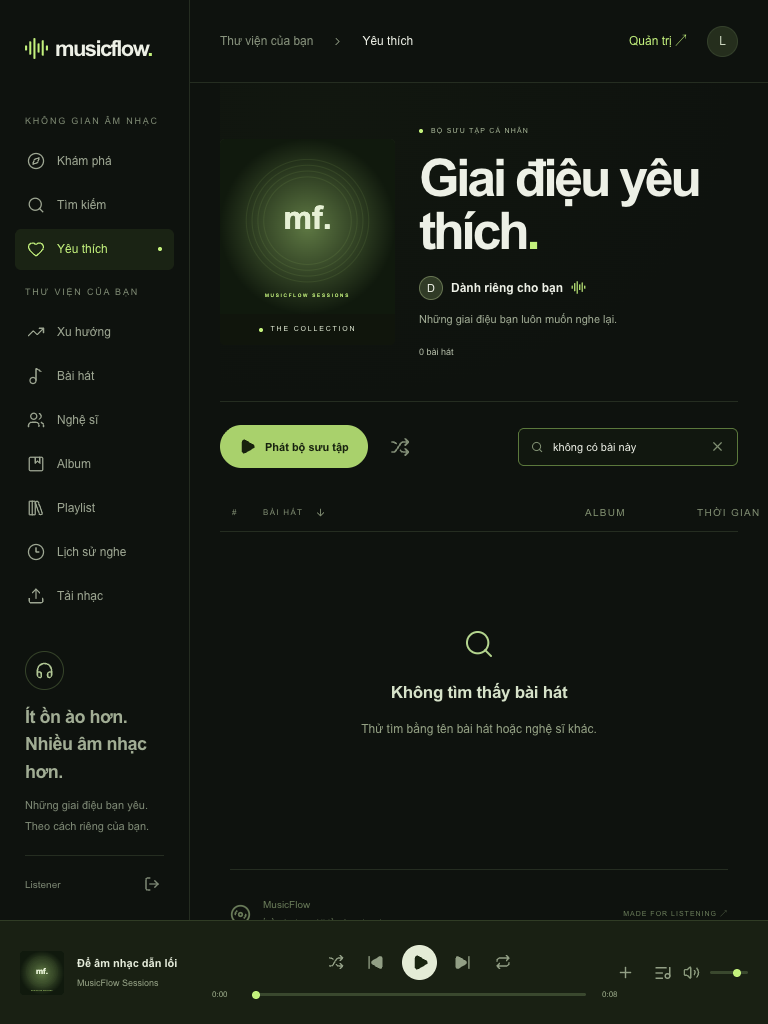 musicflow.
KHÔNG GIAN ÂM NHẠC
Khám phá
Tìm kiếm
Yêu thích
THƯ VIỆN CỦA BẠN
Xu hướng
Bài hát
Nghệ sĩ
Album
Playlist
Lịch sử nghe
Tải nhạc
Ít ồn ào hơn.
Nhiều âm nhạc
hơn.
Những giai điệu bạn yêu.
Theo cách riêng của bạn.
Listener
Thư viện của bạn
Yêu thích
Quản trị
L
mf.
MUSICFLOW SESSIONS
THE COLLECTION
BỘ SƯU TẬP CÁ NHÂN
Giai điệu yêu
thích.
D
Dành riêng cho bạn
Những giai điệu bạn luôn muốn nghe lại.
0 bài hát
Phát bộ sưu tập
không có bài này
#
BÀI HÁT
ALBUM
THỜI GIAN
Không tìm thấy bài hát
Thử tìm bằng tên bài hát hoặc nghệ sĩ khác.
MusicFlow
MADE FOR LISTENING
mf.
Để âm nhạc dẫn lối
MusicFlow Sessions
0:00
0:08